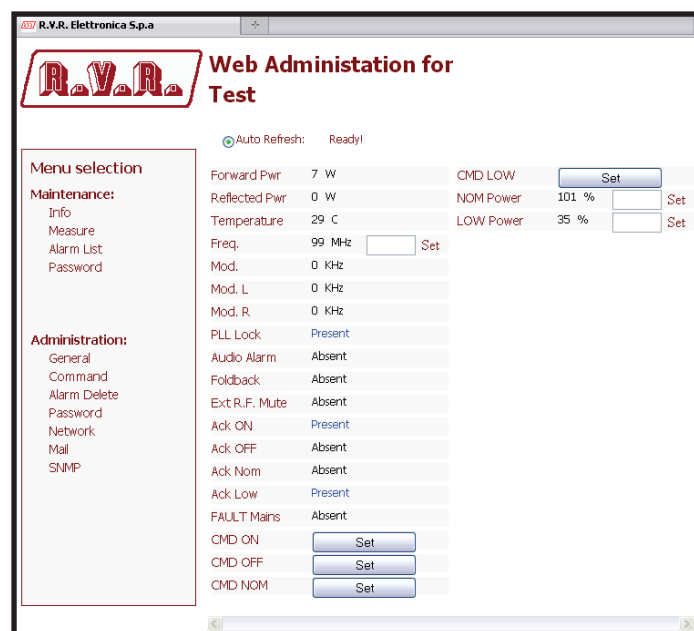 R.V.R. Elettronica S.p.a
R.V.R.
Web Administation for
Test
Auto Refresh: Ready!
Menu selection
Maintenance:
Info
Measure
Alarm List
Password
Administration:
General
Command
Alarm Delete
Password
Network
Mail
SNMP
Forward Pwr 7 W
Reflected Pwr 0 W
Temperature 29 C
Freq. 99 MHz Set
Mod. 0 KHz
Mod. L 0 KHz
Mod. R 0 KHz
PLL Lock Present
Audio Alarm Absent
Foldback Absent
Ext R.F. Mute Absent
Ack ON Present
Ack OFF Absent
Ack Nom Absent
Ack Low Present
FAULT Mains Absent
CMD ON Set
CMD OFF Set
CMD NOM Set
CMD LOW Set
NOM Power 101 % Set
LOW Power 35 % Set